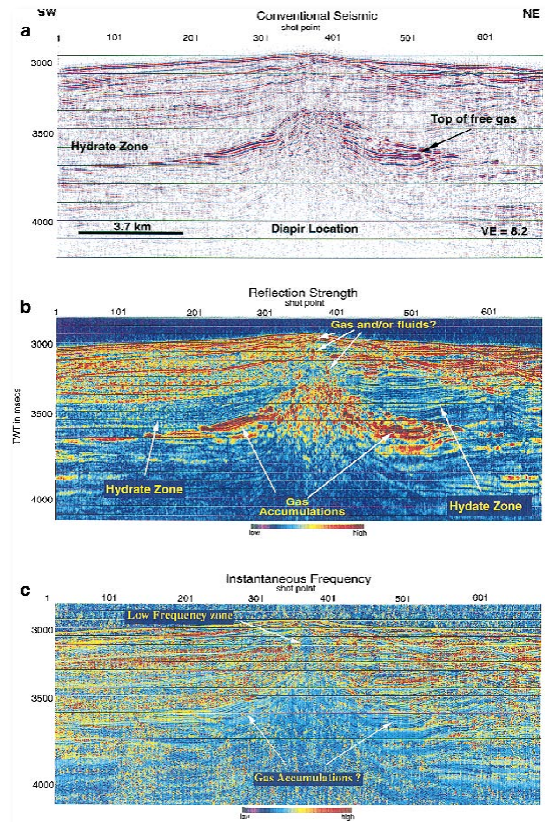 SW Conventional Seismic NE
shot point
a
1 101 201 301 401 501 601
3000
Top of free gas
3500
Hydrate Zone
4000
3.7 km
Diapir Location
VE = 8.2
Reflection Strength
b
shot point
1 101 201 301 401 501 601
Gas and/or fluids?
3000
TWT in msecs
3500
Hydrate Zone
Gas
Accumulations
Hydate Zone
4000
low high
Instantaneous Frequency
c
shot point
1 101 201 301 401 501 601
Low Frequency zone
3000
3500
Gas Accumulations ?
4000
low high